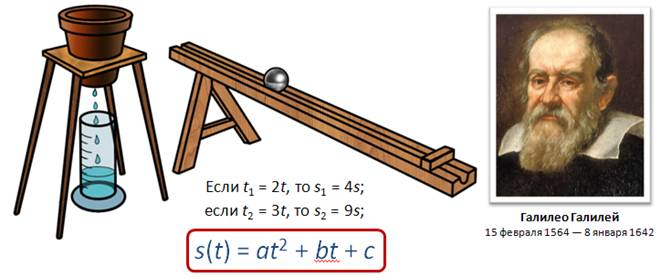 Если t₁ = 2t, то s₁ = 4s;
если t₂ = 3t, то s₂ = 9s;
s(t) = at² + bt + c
Галилео Галилей
15 февраля 1564 — 8 января 1642